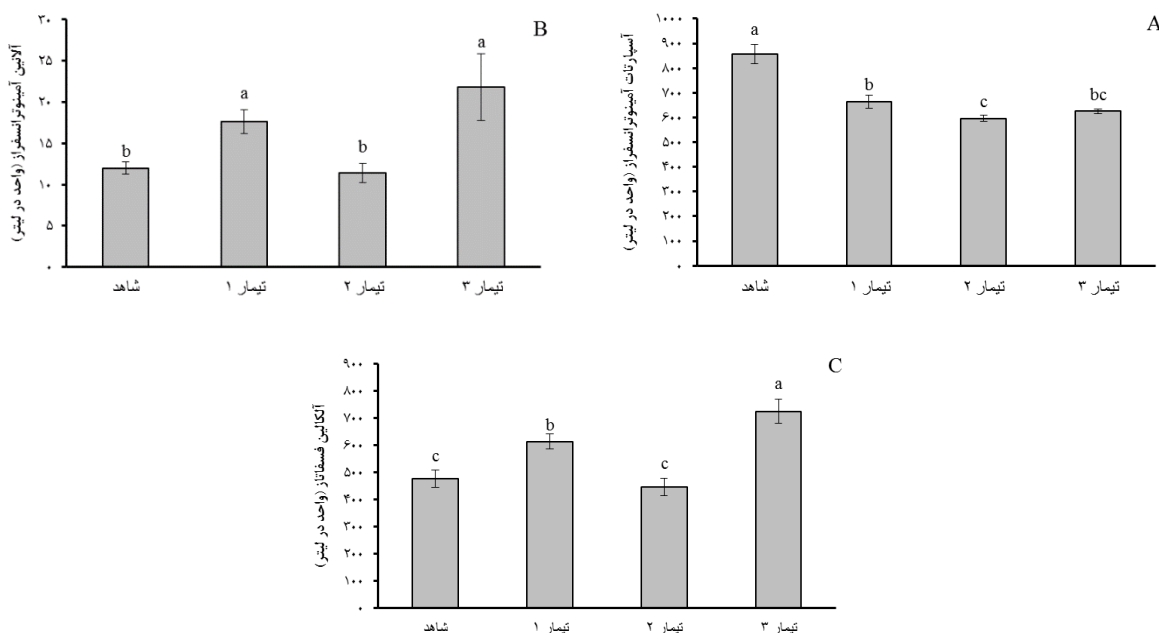 A
آسپارتات آمینوترانسفراز (واحد در لیتر)
۱۰۰۰
۹۰۰
۸۰۰
۷۰۰
۶۰۰
۵۰۰
۴۰۰
۳۰۰
۲۰۰
۱۰۰
۰
a
b
c
bc
شاهد
تیمار ۱
تیمار ۲
تیمار ۳
B
آلانین آمینوترانسفراز (واحد در لیتر)
۳۰
۲۵
۲۰
۱۵
۱۰
۵
۰
b
a
b
a
شاهد
تیمار ۱
تیمار ۲
تیمار ۳
C
آلکالین فسفاتاز (واحد در لیتر)
۹۰۰
۸۰۰
۷۰۰
۶۰۰
۵۰۰
۴۰۰
۳۰۰
۲۰۰
۱۰۰
۰
c
b
c
a
شاهد
تیمار ۱
تیمار ۲
تیمار ۳